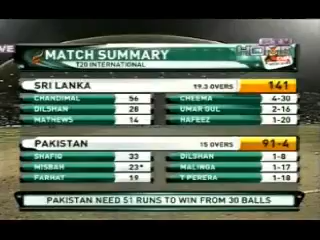 MATCH SUMMARY
T20 INTERNATIONAL
SRI LANKA 19.3 OVERS 141
CHANDIMAL 56 CHEEMA 4-30
DILSHAN 28 UMAR GUL 2-16
MATHEWS 14 HAFEEZ 1-20
PAKISTAN 15 OVERS 91-4
SHAFIQ 33 DILSHAN 1-8
MISBAH 23* MALINGA 1-17
FARHAT 19 T PERERA 1-18
PAKISTAN NEED 51 RUNS TO WIN FROM 30 BALLS